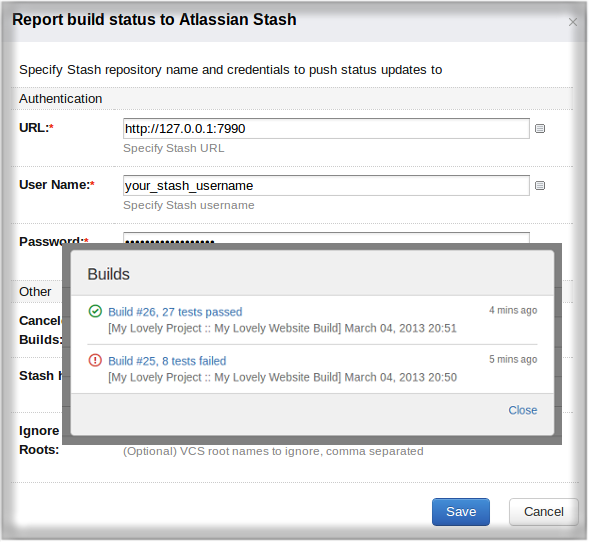 Report build status to Atlassian Stash
Specify Stash repository name and credentials to push status updates to
Authentication
URL:*
http://127.0.0.1:7990
Specify Stash URL
User Name:*
your_stash_username
Specify Stash username
Password:*
••••••••••••••••••
Other
Builds
Build #26, 27 tests passed
4 mins ago
[My Lovely Project :: My Lovely Website Build] March 04, 2013 20:51
Build #25, 8 tests failed
5 mins ago
[My Lovely Project :: My Lovely Website Build] March 04, 2013 20:50
Close
Builds:
Stash
Ignore
Roots:
(Optional) VCS root names to ignore, comma separated
Save
Cancel